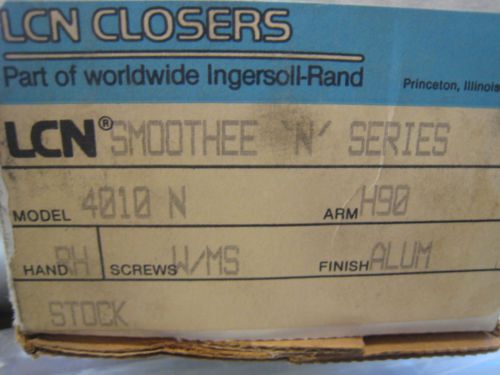 LCN CLOSERS
Part of worldwide Ingersoll-Rand Princeton, Illinois
LCN® SMOOTHEE 'N' SERIES
MODEL 4010 N ARM H90
HAND RH SCREWS W/MS FINISH ALUM
STOCK